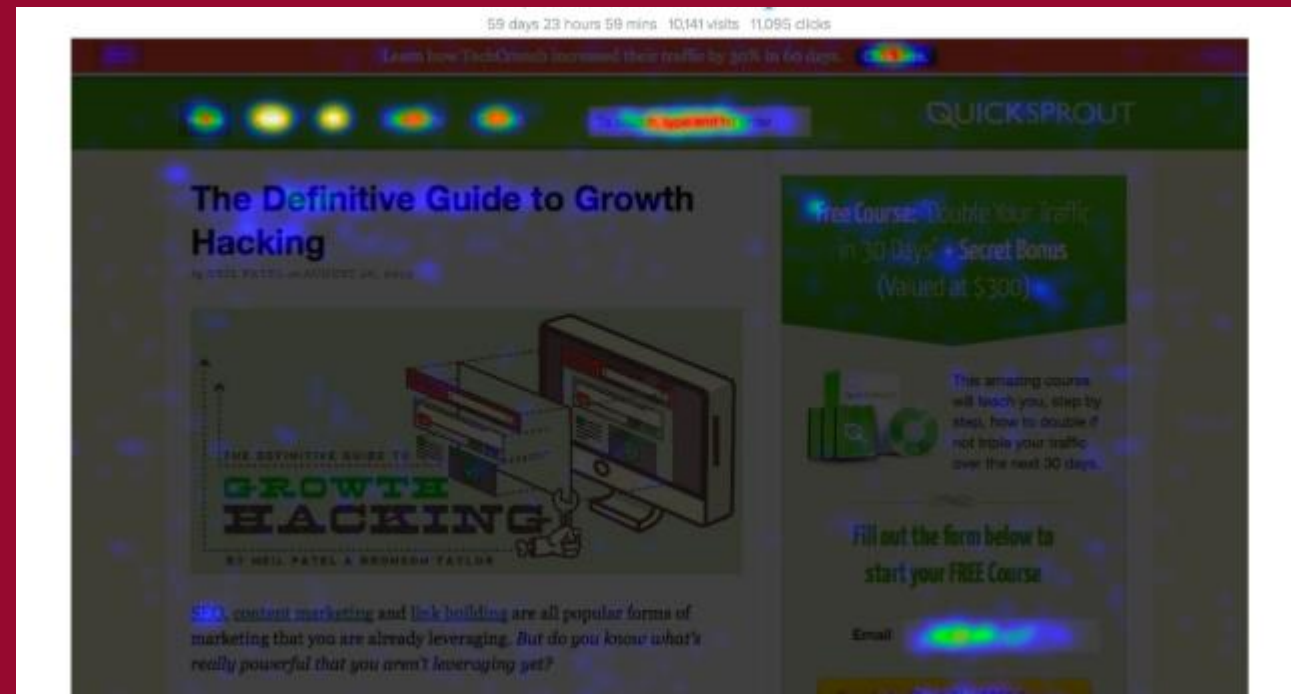 59 days 23 hours 59 mins 10,141 visits 11,095 clicks
Learn how TechCrunch increased their traffic by 30% in 60 days.
QUICKSPROUT
The Definitive Guide to Growth
Hacking
by NEIL PATEL on AUGUST
THE DEFINITIVE GUIDE TO
GROWTH
HACKING
BY NEIL PATEL & BRONSON TAYLOR
SEO, content marketing and link building are all popular forms of
marketing that you are already leveraging. But do you know what's
really powerful that you aren't leveraging yet?
Free Course: "Double Your Traffic
in 30 Days" + Secret Bonus
(Valued at $300)
This amazing course
will teach you, step by
step, how to double if
not triple your traffic
over the next 30 days.
Fill out the form below to
start your FREE Course
Email